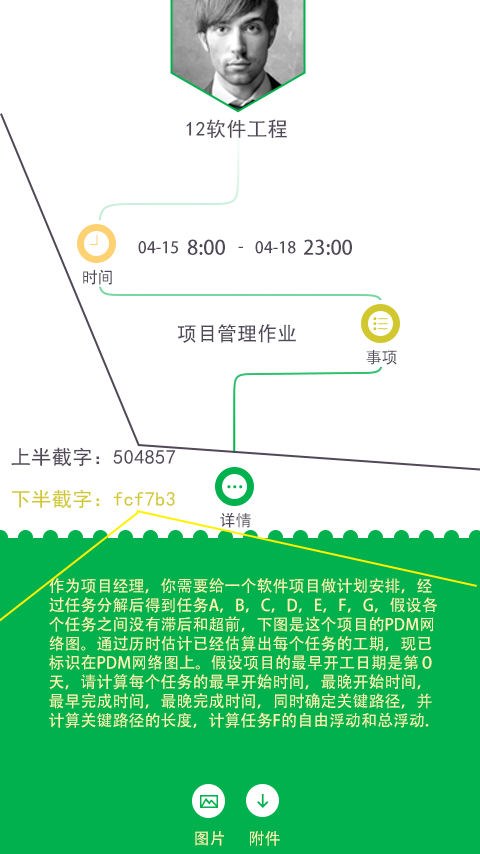 12软件工程
04-15 8:00 - 04-18 23:00
时间
项目管理作业
事项
上半截字：504857
下半截字：fcf7b3
详情
作为项目经理，你需要给一个软件项目做计划安排，经
过任务分解后得到任务A，B，C，D，E，F，G，假设各
个任务之间没有滞后和超前，下图是这个项目的PDM网
络图。通过历时估计已经估算出每个任务的工期，现已
标识在PDM网络图上。假设项目的最早开工日期是第0
天，请计算每个任务的最早开始时间，最晚开始时间，
最早完成时间，最晚完成时间，同时确定关键路径，并
计算关键路径的长度，计算任务F的自由浮动和总浮动.
图片
附件